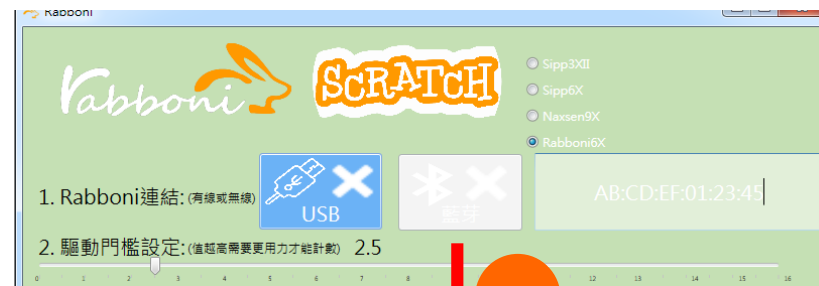 Rabboni
Rabboni
SCRATCH
Sipp3XII
Sipp6X
Naxsen9X
Rabboni6X
1. Rabboni連結: (有線或無線)
USB
藍芽
AB:CD:EF:01:23:45
2. 驅動門檻設定: (值越高需要更用力才能計數) 2.5
0 1 2 3 4 5 6 7 8 12 13 14 15 16